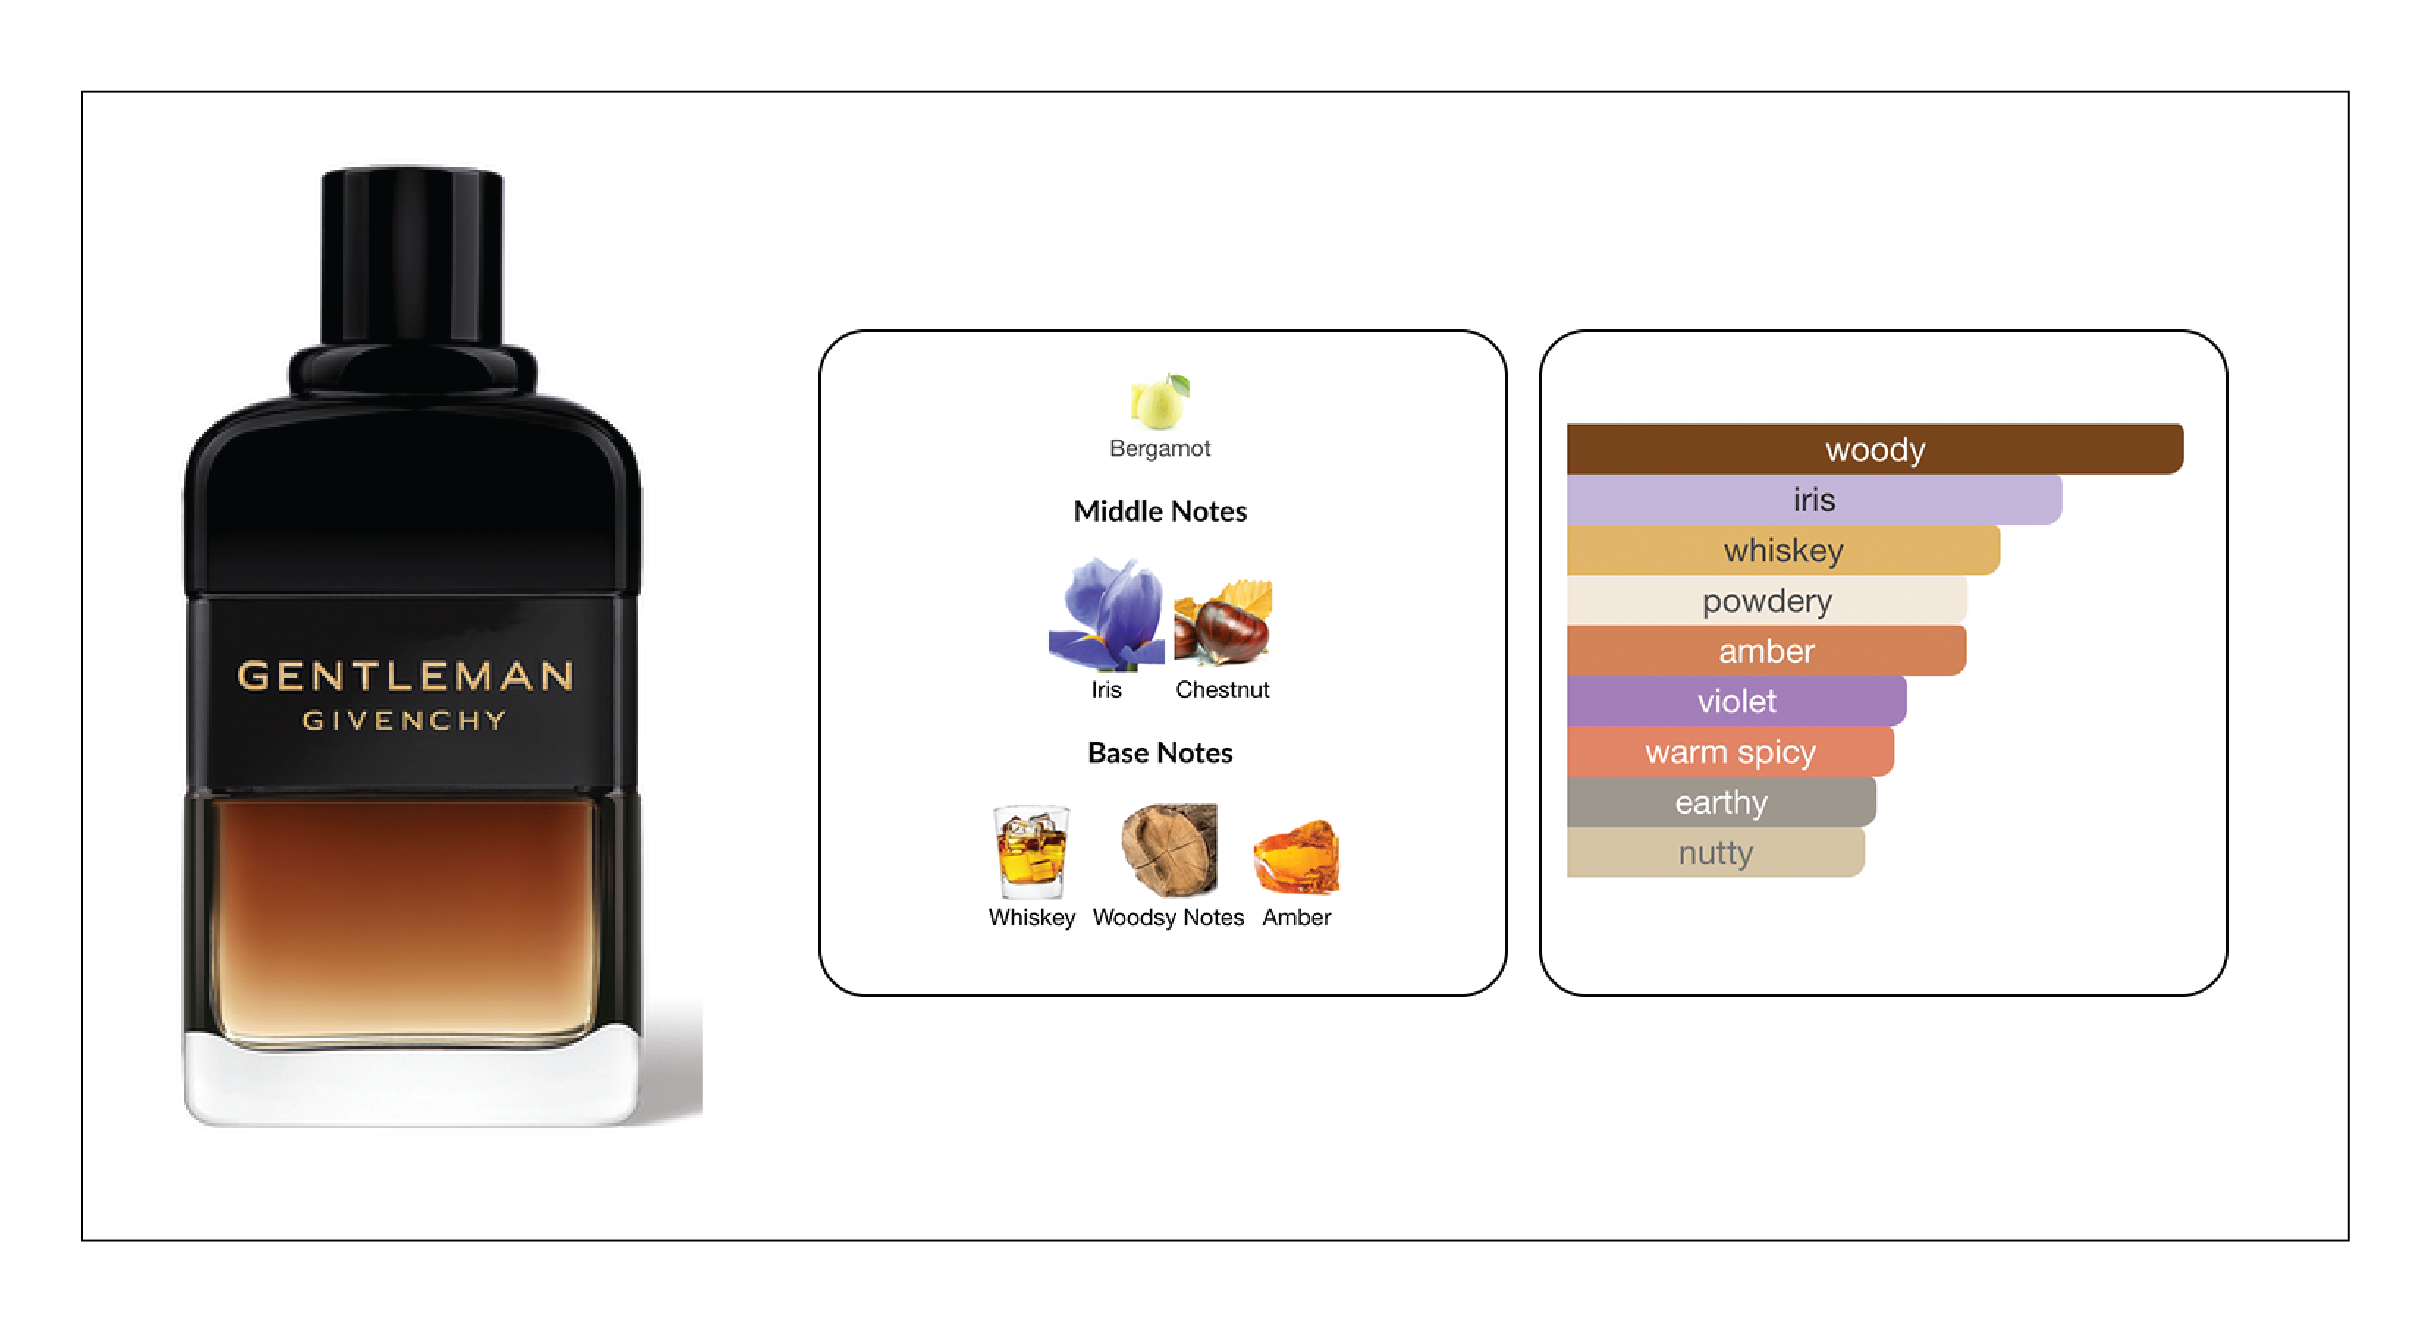 GENTLEMAN
GIVENCHY
Bergamot
Middle Notes
Iris Chestnut
Base Notes
Whiskey Woodsy Notes Amber
woody
iris
whiskey
powdery
amber
violet
warm spicy
earthy
nutty